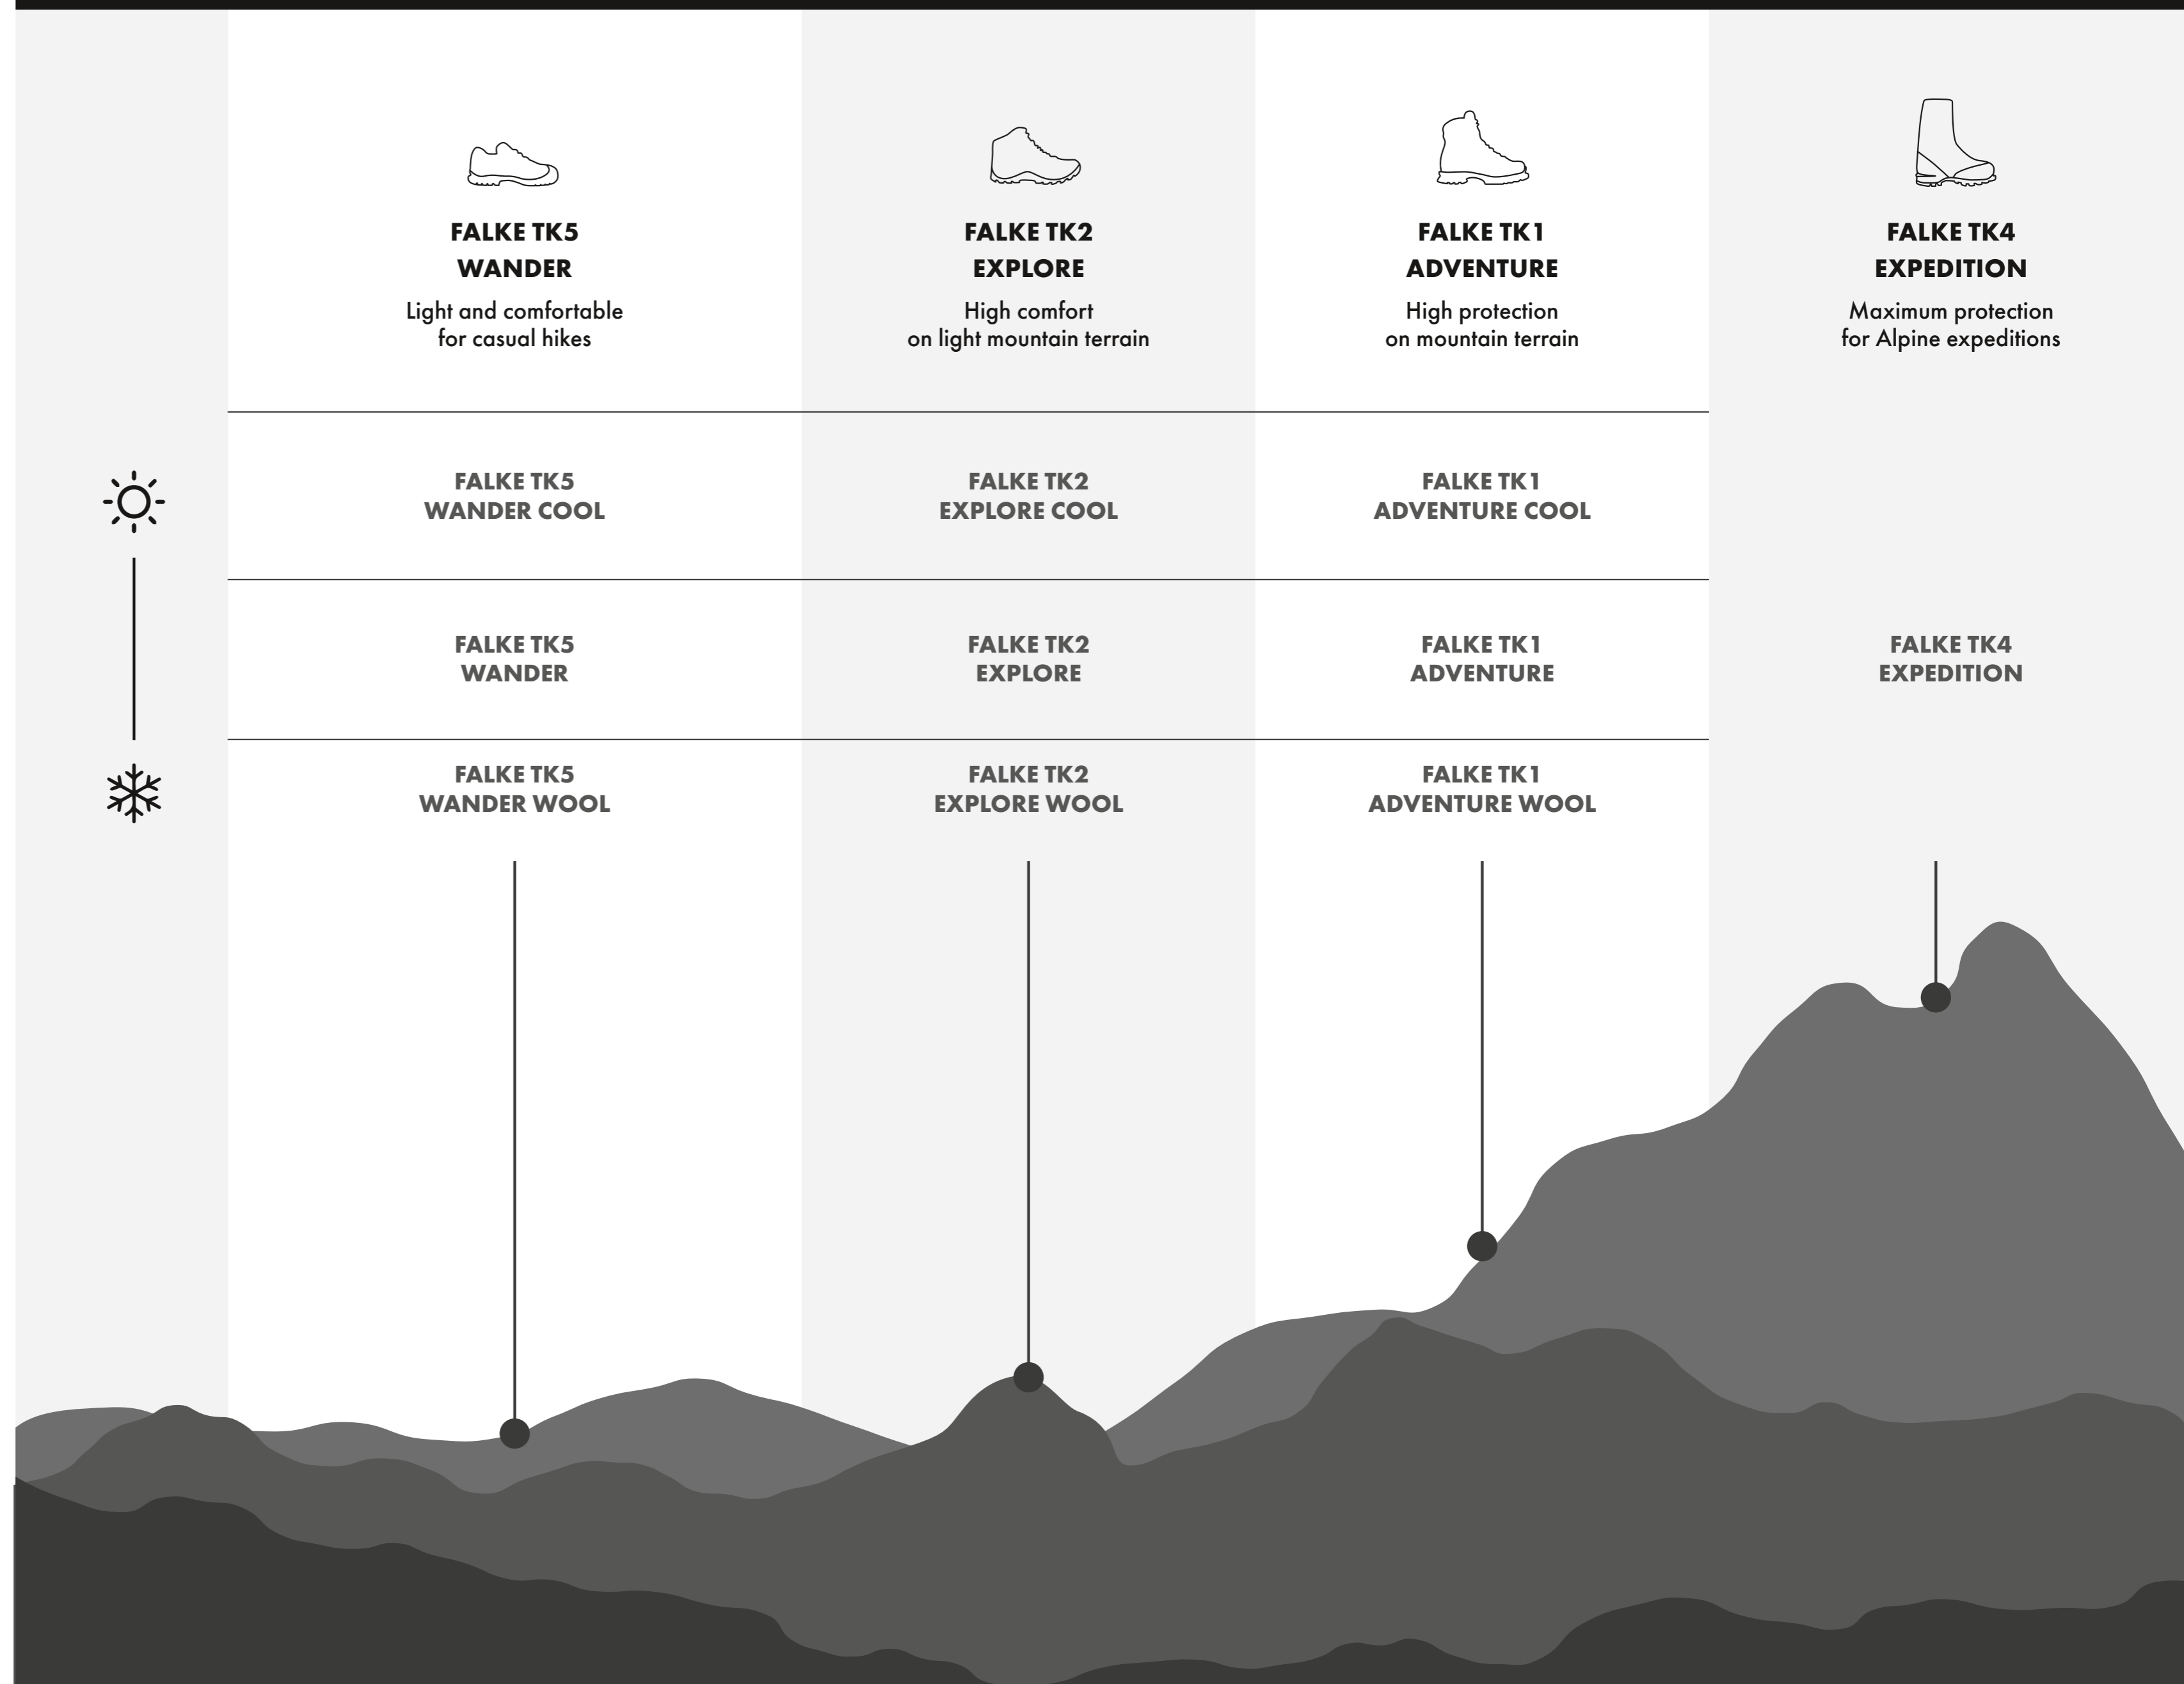 FALKE TK5
WANDER
Light and comfortable
for casual hikes
FALKE TK2
EXPLORE
High comfort
on light mountain terrain
FALKE TK1
ADVENTURE
High protection
on mountain terrain
FALKE TK4
EXPEDITION
Maximum protection
for Alpine expeditions
FALKE TK5
WANDER COOL
FALKE TK2
EXPLORE COOL
FALKE TK1
ADVENTURE COOL
FALKE TK5
WANDER
FALKE TK2
EXPLORE
FALKE TK1
ADVENTURE
FALKE TK4
EXPEDITION
FALKE TK5
WANDER WOOL
FALKE TK2
EXPLORE WOOL
FALKE TK1
ADVENTURE WOOL